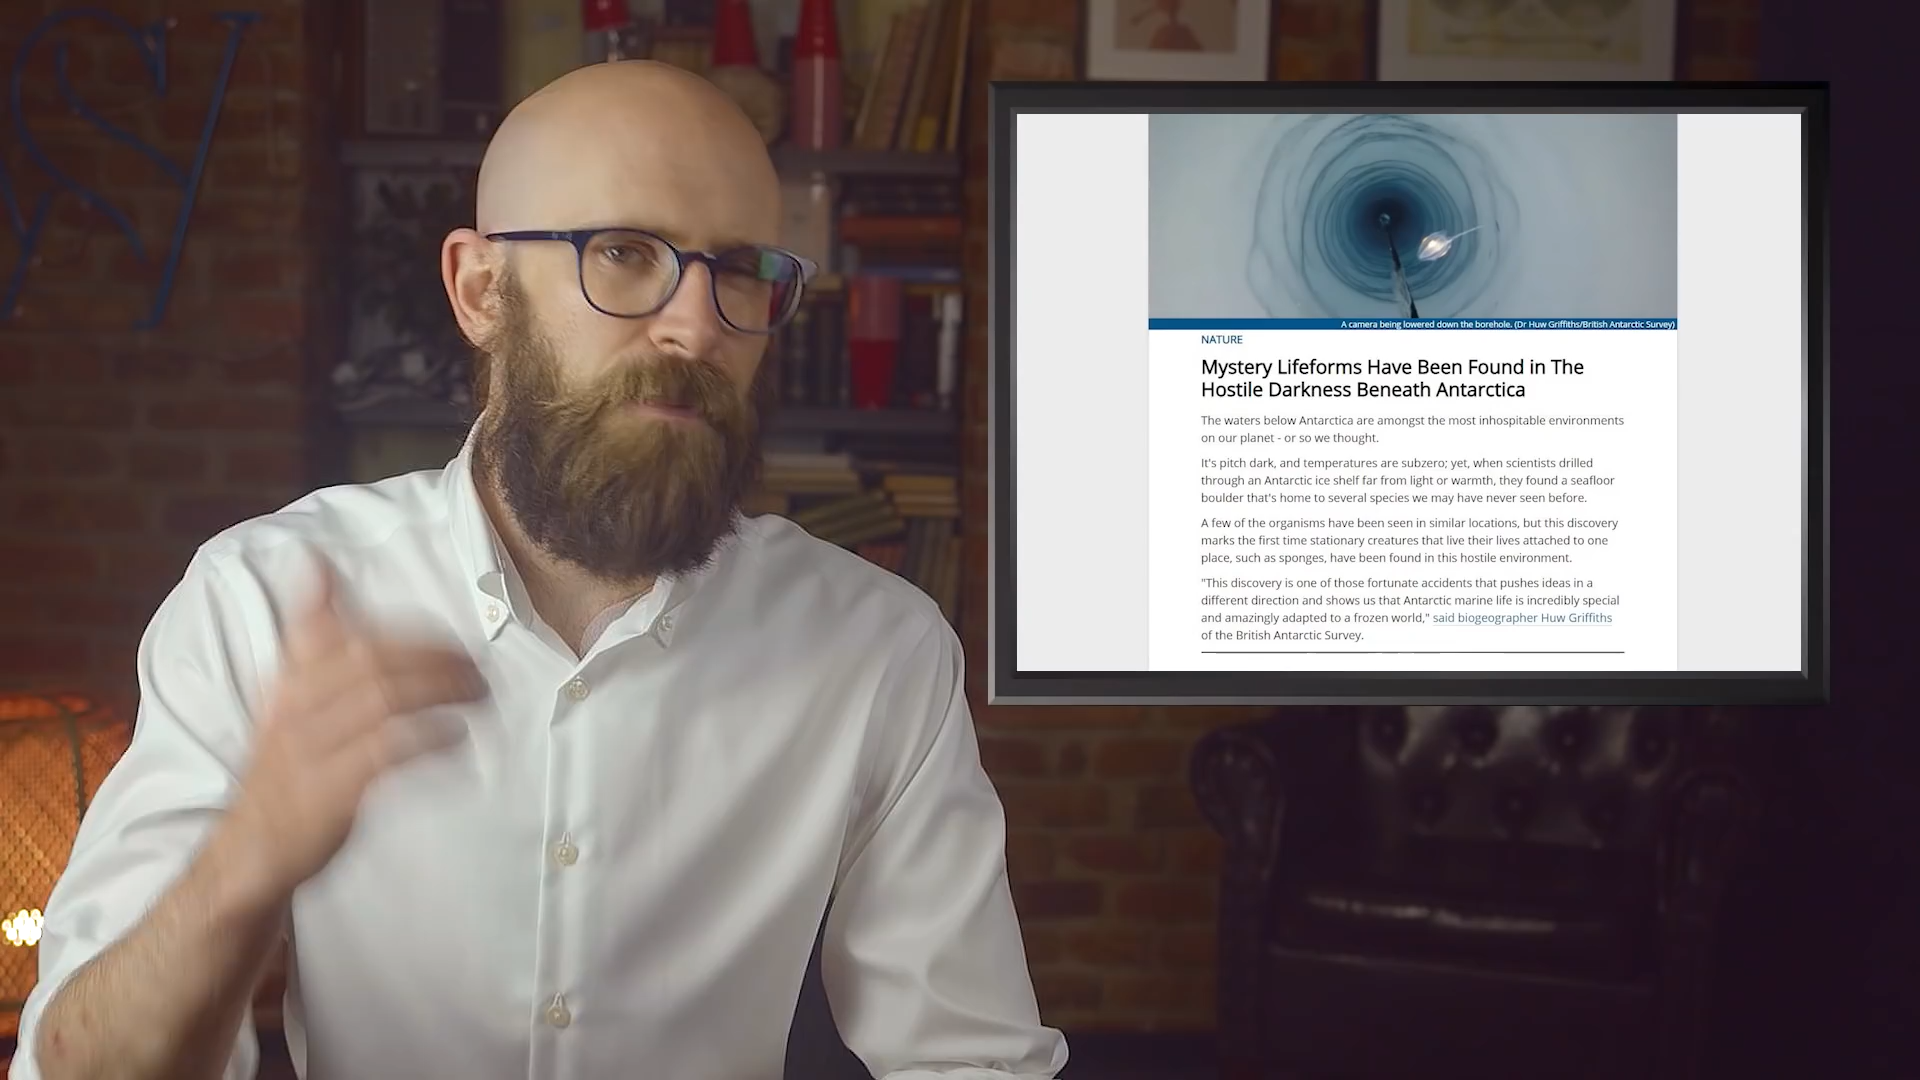 A camera being lowered down the borehole. (Dr Huw Griffiths/British Antarctic Survey)
NATURE
Mystery Lifeforms Have Been Found in The
Hostile Darkness Beneath Antarctica
The waters below Antarctica are amongst the most inhospitable environments
on our planet - or so we thought.
It's pitch dark, and temperatures are subzero; yet, when scientists drilled
through an Antarctic ice shelf far from light or warmth, they found a seafloor
boulder that's home to several species we may have never seen before.
A few of the organisms have been seen in similar locations, but this discovery
marks the first time stationary creatures that live their lives attached to one
place, such as sponges, have been found in this hostile environment.
"This discovery is one of those fortunate accidents that pushes ideas in a
different direction and shows us that Antarctic marine life is incredibly special
and amazingly adapted to a frozen world," said biogeographer Huw Griffiths
of the British Antarctic Survey.